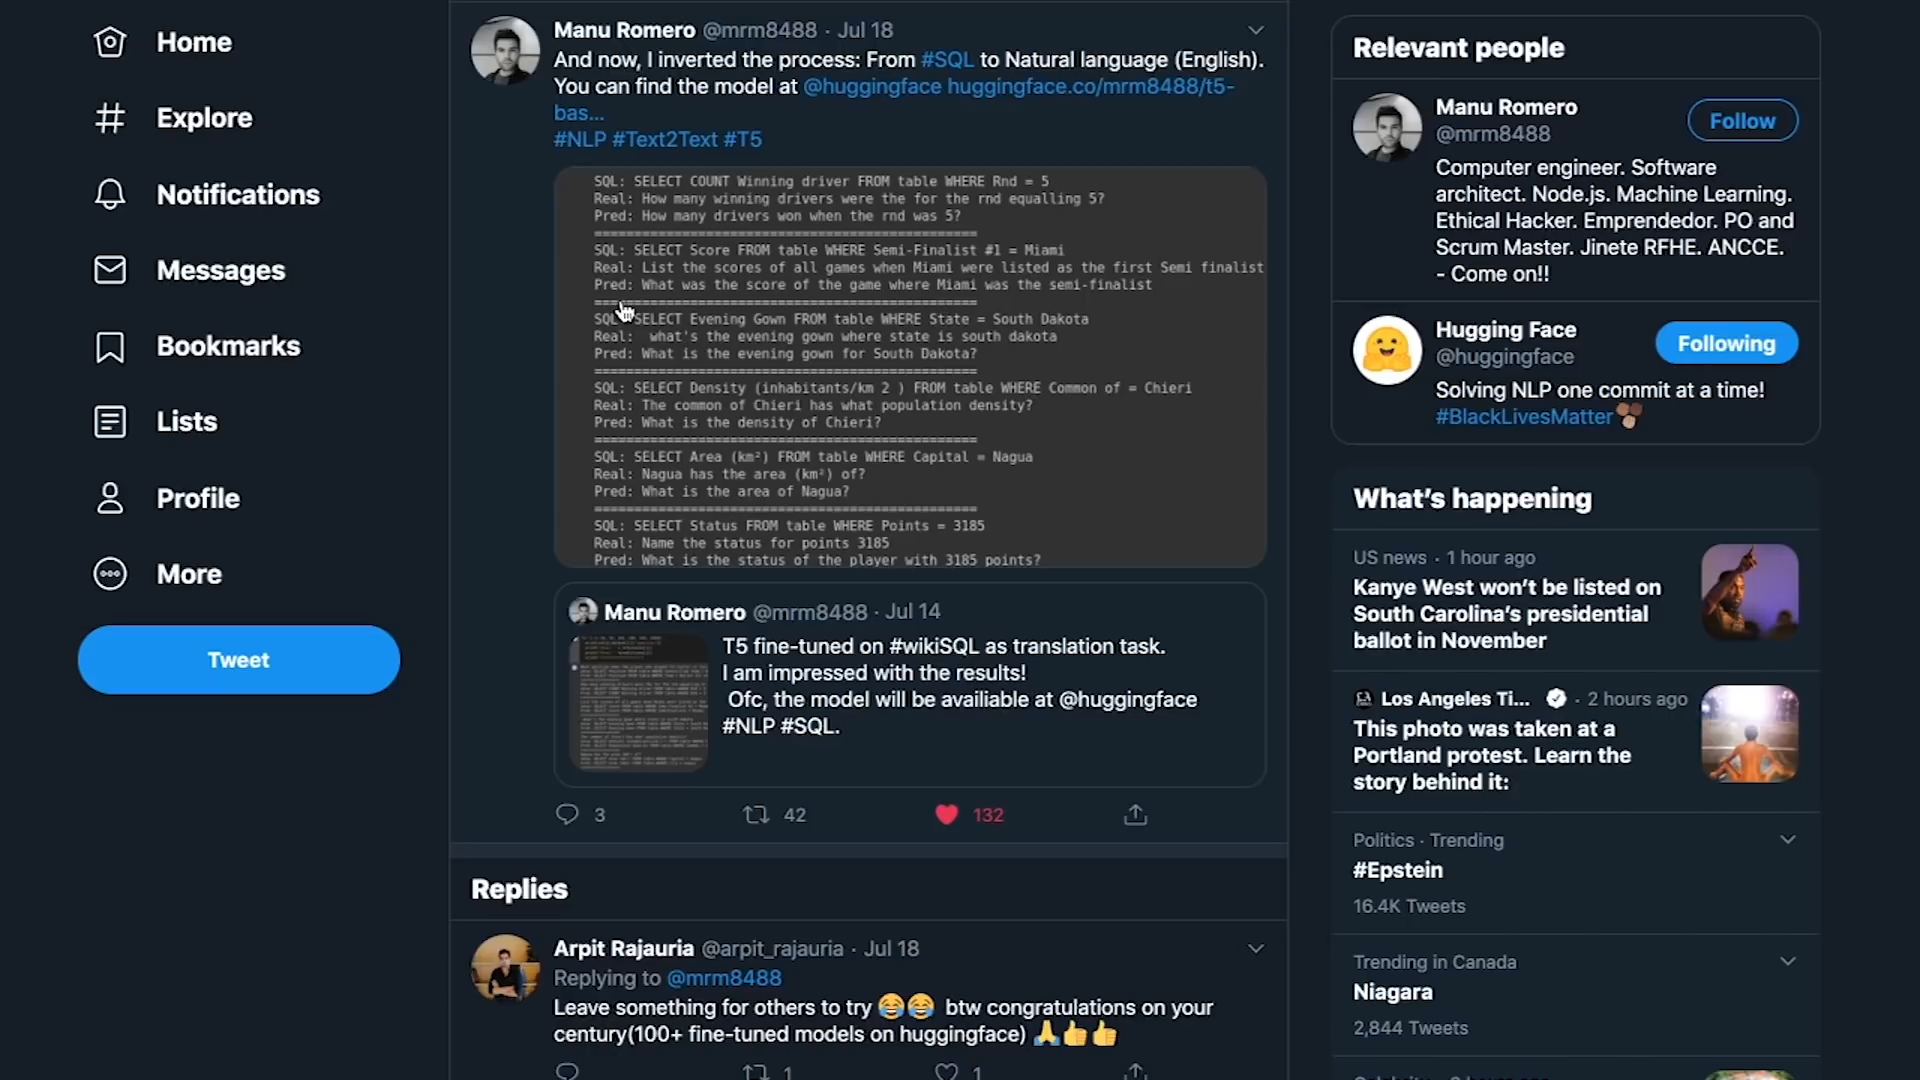 Home
Explore
Notifications
Messages
Bookmarks
Lists
Profile
More
Tweet
Manu Romero @mrm8488 · Jul 18
And now, I inverted the process: From #SQL to Natural language (English).
You can find the model at @huggingface huggingface.co/mrm8488/t5-
bas...
#NLP #Text2Text #T5
SQL: SELECT COUNT Winning driver FROM table WHERE Rnd = 5
Real: How many winning drivers were the for the rnd equalling 5?
Pred: How many drivers won when the rnd was 5?
================================================
SQL: SELECT Score FROM table WHERE Semi-Finalist #1 = Miami
Real: List the scores of all games when Miami were listed as the first Semi finalist
Pred: What was the score of the game where Miami was the semi-finalist
================================================
SQL: SELECT Evening Gown FROM table WHERE State = South Dakota
Real:  what's the evening gown where state is south dakota
Pred: What is the evening gown for South Dakota?
================================================
SQL: SELECT Density (inhabitants/km 2 ) FROM table WHERE Common of = Chieri
Real: The common of Chieri has what population density?
Pred: What is the density of Chieri?
================================================
SQL: SELECT Area (km²) FROM table WHERE Capital = Nagua
Real: Nagua has the area (km²) of?
Pred: What is the area of Nagua?
================================================
SQL: SELECT Status FROM table WHERE Points = 3185
Real: Name the status for points 3185
Pred: What is the status of the player with 3185 points?
Manu Romero @mrm8488 · Jul 14
T5 fine-tuned on #wikiSQL as translation task.
I am impressed with the results!
Ofc, the model will be availiable at @huggingface
#NLP #SQL.
3 42 132
Replies
Arpit Rajauria @arpit_rajauria · Jul 18
Replying to @mrm8488
Leave something for others to try 😂😂 btw congratulations on your
century(100+ fine-tuned models on huggingface) 🙏👍👍
1 1
Relevant people
Manu Romero
@mrm8488
Follow
Computer engineer. Software
architect. Node.js. Machine Learning.
Ethical Hacker. Emprendedor. PO and
Scrum Master. Jinete RFHE. ANCCE.
- Come on!!
Hugging Face
@huggingface
Following
Solving NLP one commit at a time!
#BlackLivesMatter
What's happening
US news · 1 hour ago
Kanye West won't be listed on
South Carolina's presidential
ballot in November
Los Angeles Ti... · 2 hours ago
This photo was taken at a
Portland protest. Learn the
story behind it:
Politics · Trending
#Epstein
16.4K Tweets
Trending in Canada
Niagara
2,844 Tweets